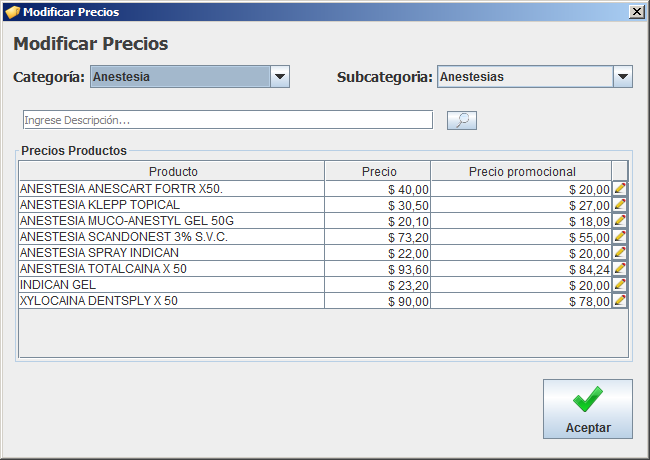 Modificar Precios
Modificar Precios
Categoría: Anestesia Subcategoria: Anestesias
Ingrese Descripción...
Precios Productos
Producto Precio Precio promocional
ANESTESIA ANESCART FORTR X50. $ 40,00 $ 20,00
ANESTESIA KLEPP TOPICAL $ 30,50 $ 27,00
ANESTESIA MUCO-ANESTYL GEL 50G $ 20,10 $ 18,09
ANESTESIA SCANDONEST 3% S.V.C. $ 73,20 $ 55,00
ANESTESIA SPRAY INDICAN $ 22,00 $ 20,00
ANESTESIA TOTALCAINA X 50 $ 93,60 $ 84,24
INDICAN GEL $ 23,20 $ 20,00
XYLOCAINA DENTSPLY X 50 $ 90,00 $ 78,00
Aceptar